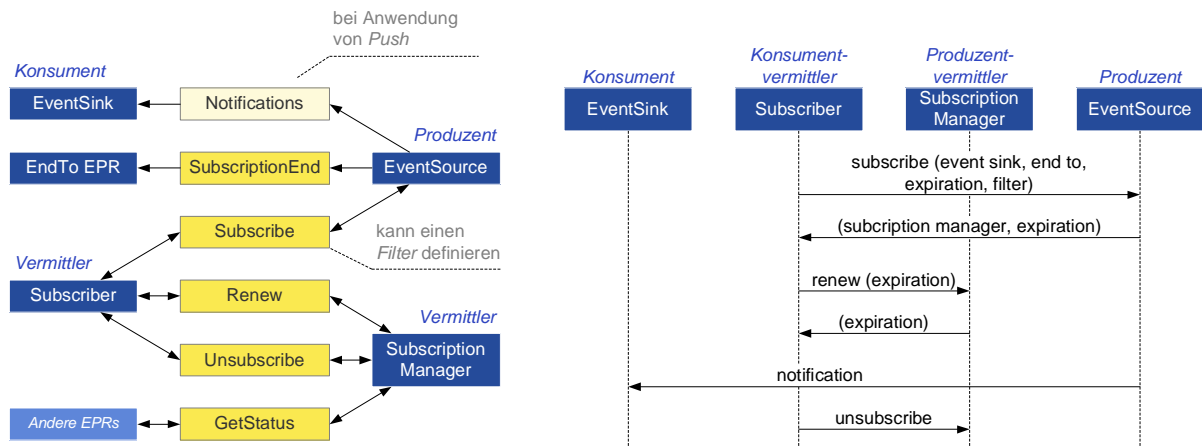 bei Anwendung
von Push
Konsument
EventSink
Notifications
Produzent
EndTo EPR
SubscriptionEnd
EventSource
Subscribe
kann einen
Filter definieren
Vermittler
Subscriber
Renew
Vermittler
Unsubscribe
Subscription
Manager
Andere EPRs
GetStatus
Konsument
EventSink
Konsument-
vermittler
Subscriber
Produzent-
vermittler
Subscription
Manager
Produzent
EventSource
subscribe (event sink, end to,
expiration, filter)
(subcription manager, expiration)
renew (expiration)
(expiration)
notification
unsubscribe